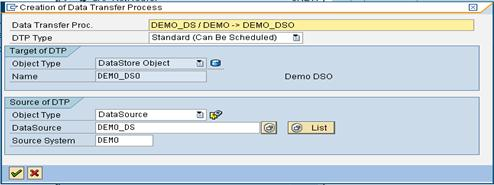 Creation of Data Transfer Process
Data Transfer Proc. DEMO_DS / DEMO -> DEMO_DSO
DTP Type Standard (Can Be Scheduled)
Target of DTP
Object Type DataStore Object
Name DEMO_DSO Demo DSO
Source of DTP
Object Type DataSource
DataSource DEMO_DS List
Source System DEMO